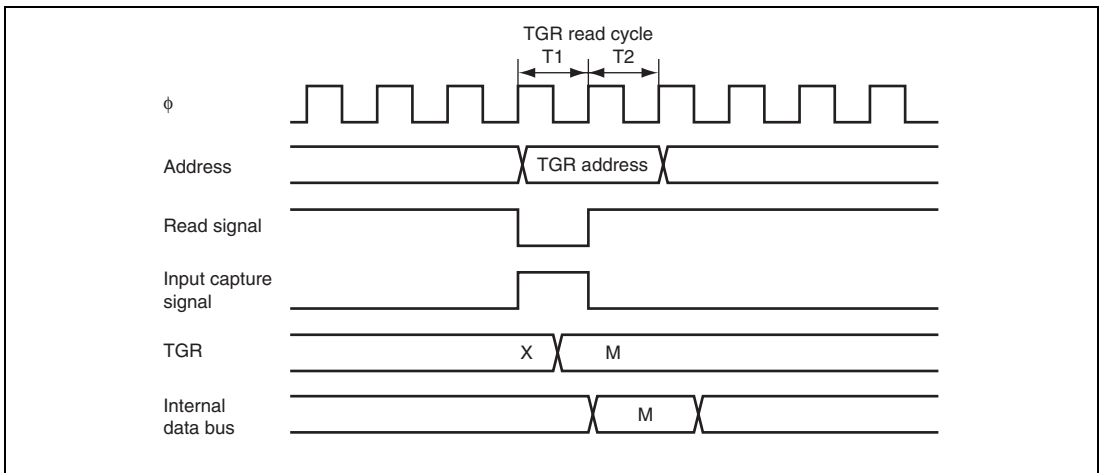 TGR read cycle
T1 T2
ϕ
Address
TGR address
Read signal
Input capture
signal
TGR
X M
Internal
data bus
M